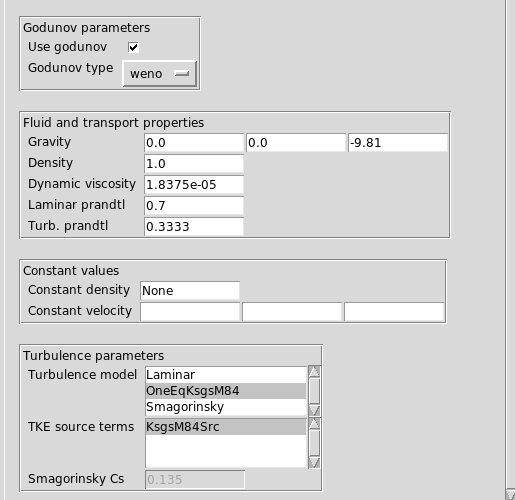 Godunov parameters
Use godunov
Godunov type weno
Fluid and transport properties
Gravity 0.0 0.0 -9.81
Density 1.0
Dynamic viscosity 1.8375e-05
Laminar prandtl 0.7
Turb. prandtl 0.3333
Constant values
Constant density None
Constant velocity
Turbulence parameters
Turbulence model Laminar
OneEqKsgsM84
Smagorinsky
TKE source terms KsgsM84Src
Smagorinsky Cs 0.135